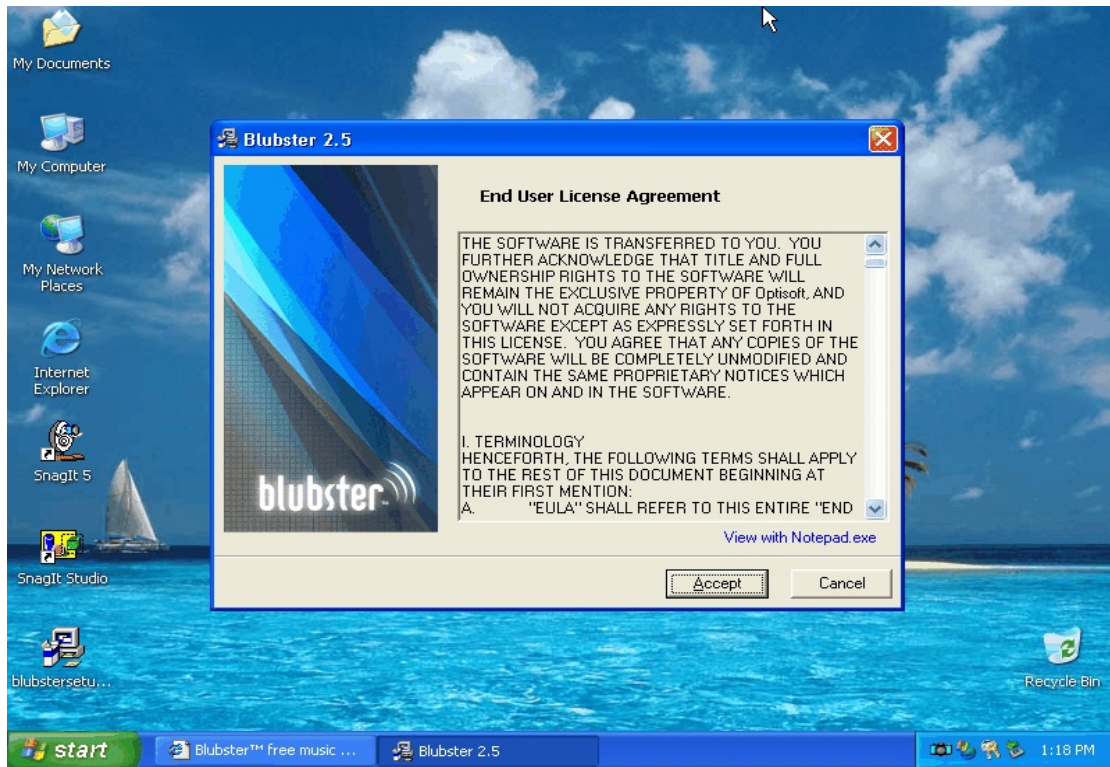 My Documents
My Computer
My Network
Places
Internet
Explorer
SnagIt 5
SnagIt Studio
blubstersetu...
Blubster 2.5
blubster
End User License Agreement
THE SOFTWARE IS TRANSFERRED TO YOU.  YOU
FURTHER ACKNOWLEDGE THAT TITLE AND FULL
OWNERSHIP RIGHTS TO THE SOFTWARE WILL
REMAIN THE EXCLUSIVE PROPERTY OF Optisoft, AND
YOU WILL NOT ACQUIRE ANY RIGHTS TO THE
SOFTWARE EXCEPT AS EXPRESSLY SET FORTH IN
THIS LICENSE.  YOU AGREE THAT ANY COPIES OF THE
SOFTWARE WILL BE COMPLETELY UNMODIFIED AND
CONTAIN THE SAME PROPRIETARY NOTICES WHICH
APPEAR ON AND IN THE SOFTWARE.
I. TERMINOLOGY
HENCEFORTH, THE FOLLOWING TERMS SHALL APPLY
TO THE REST OF THIS DOCUMENT BEGINNING AT
THEIR FIRST MENTION:
A. "EULA" SHALL REFER TO THIS ENTIRE "END
View with Notepad.exe
Accept Cancel
Recycle Bin
start Blubster™ free music ... Blubster 2.5 1:18 PM